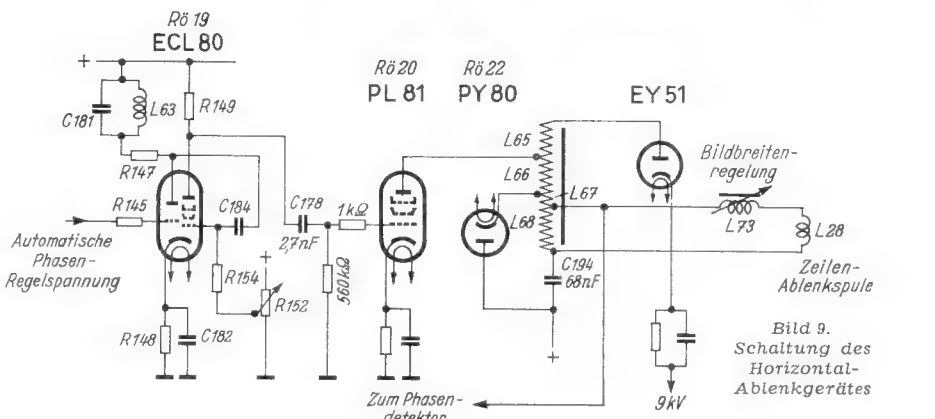 Rö 19
ECL 80
Rö 20
PL 81
Rö 22
PY 80
EY 51
+
C181
L63
R149
R147
R145
C184
Automatische
Phasen-
Regelspannung
R154
+
R152
R148
C182
C178
2,7nF
1kΩ
560kΩ
L65
L66
L67
L68
C194
68nF
+
Bildbreiten-
regelung
L73
L28
Zeilen-
Ablenkspule
9kV
Zum Phasen-
detektor
Bild 9.
Schaltung des
Horizontal-
Ablenkgerätes